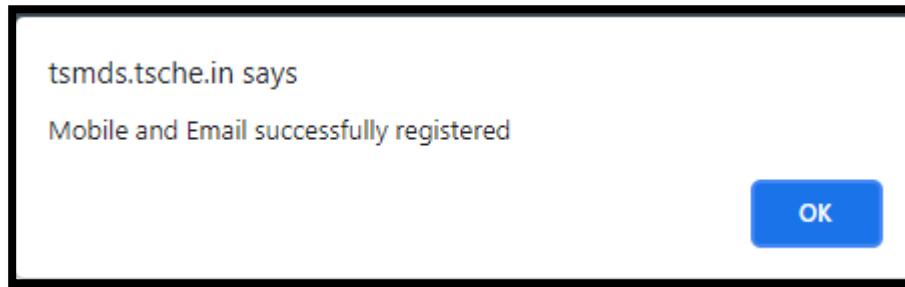 tsmds.tsche.in says
Mobile and Email successfully registered
OK